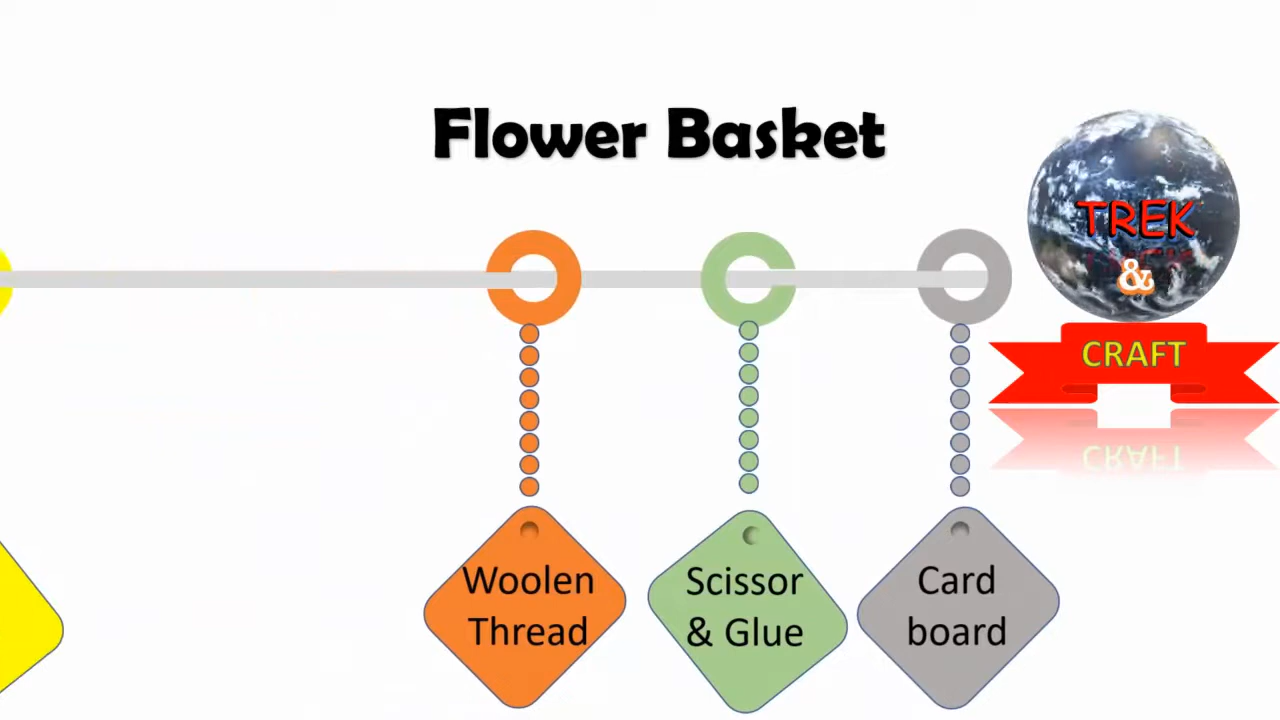 Flower Basket
TREK
&
CRAFT
Woolen
Thread
Scissor
& Glue
Card
board